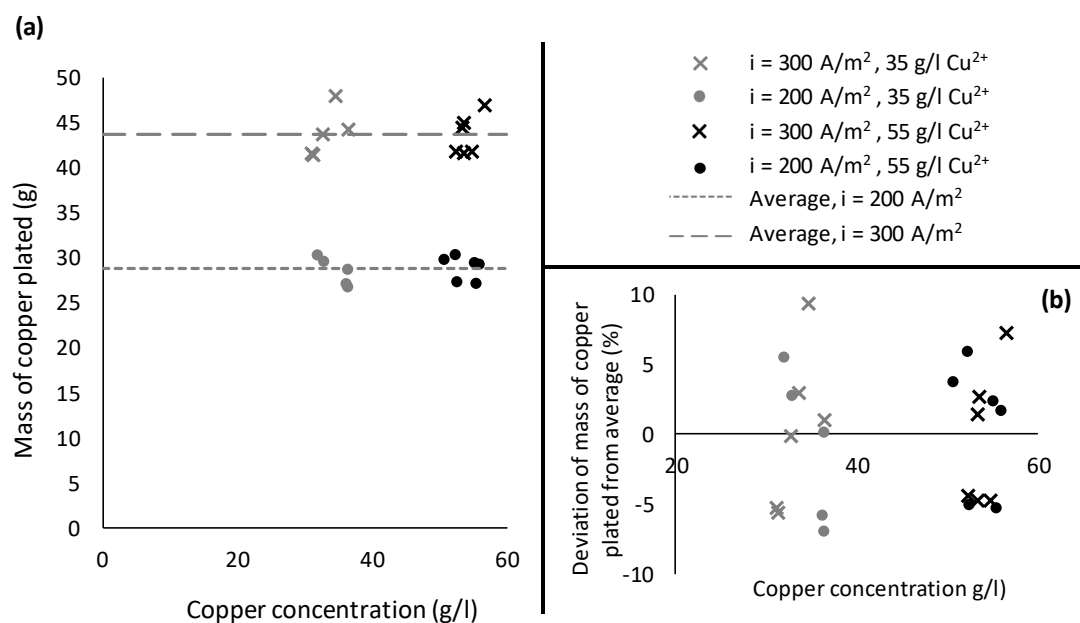 (a)
Mass of copper plated (g)
50
45
40
35
30
25
20
15
10
5
0
0 20 40 60
Copper concentration (g/l)
i = 300 A/m² , 35 g/l Cu²⁺
i = 200 A/m² , 35 g/l Cu²⁺
i = 300 A/m² , 55 g/l Cu²⁺
i = 200 A/m² , 55 g/l Cu²⁺
Average, i = 200 A/m²
Average, i = 300 A/m²
(b)
Deviation of mass of copper
plated from average (%)
10
5
0
-5
-10
20 40 60
Copper concentration g/l)